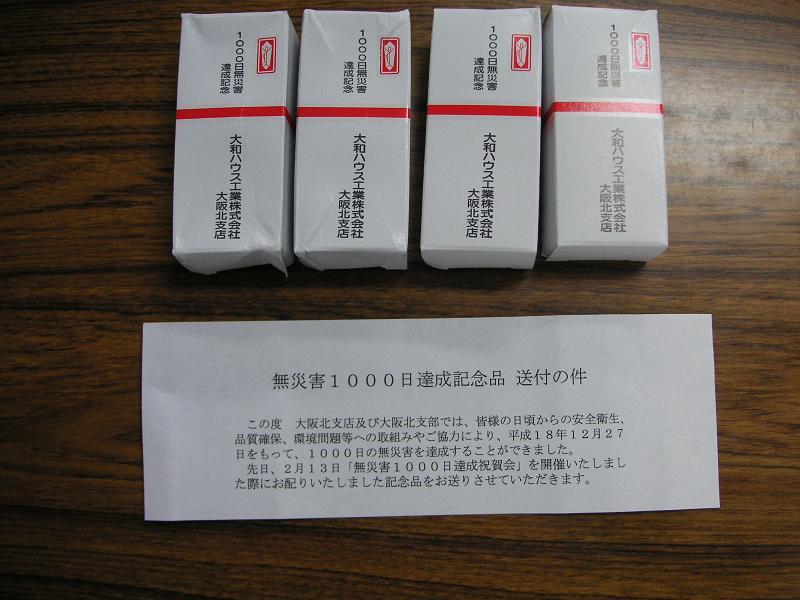 1000日無災害
達成記念
大和ハウス工業株式会社
大阪北支店
1000日無災害
達成記念
大和ハウス工業株式会社
大阪北支店
1000日無災害
達成記念
大和ハウス工業株式会社
大阪北支店
1000日無災害
達成記念
大和ハウス工業株式会社
大阪北支店
無災害1000日達成記念品 送付の件
この度　大阪北支店及び大阪北支部では、皆様の日頃からの安全衛生、
品質確保、環境問題等への取組みやご協力により、平成18年12月27
日をもって、1000日の無災害を達成することができました。
先日、2月13日「無災害1000日達成祝賀会」を開催いたしまし
た際にお配りいたしました記念品をお送りさせていただきます。